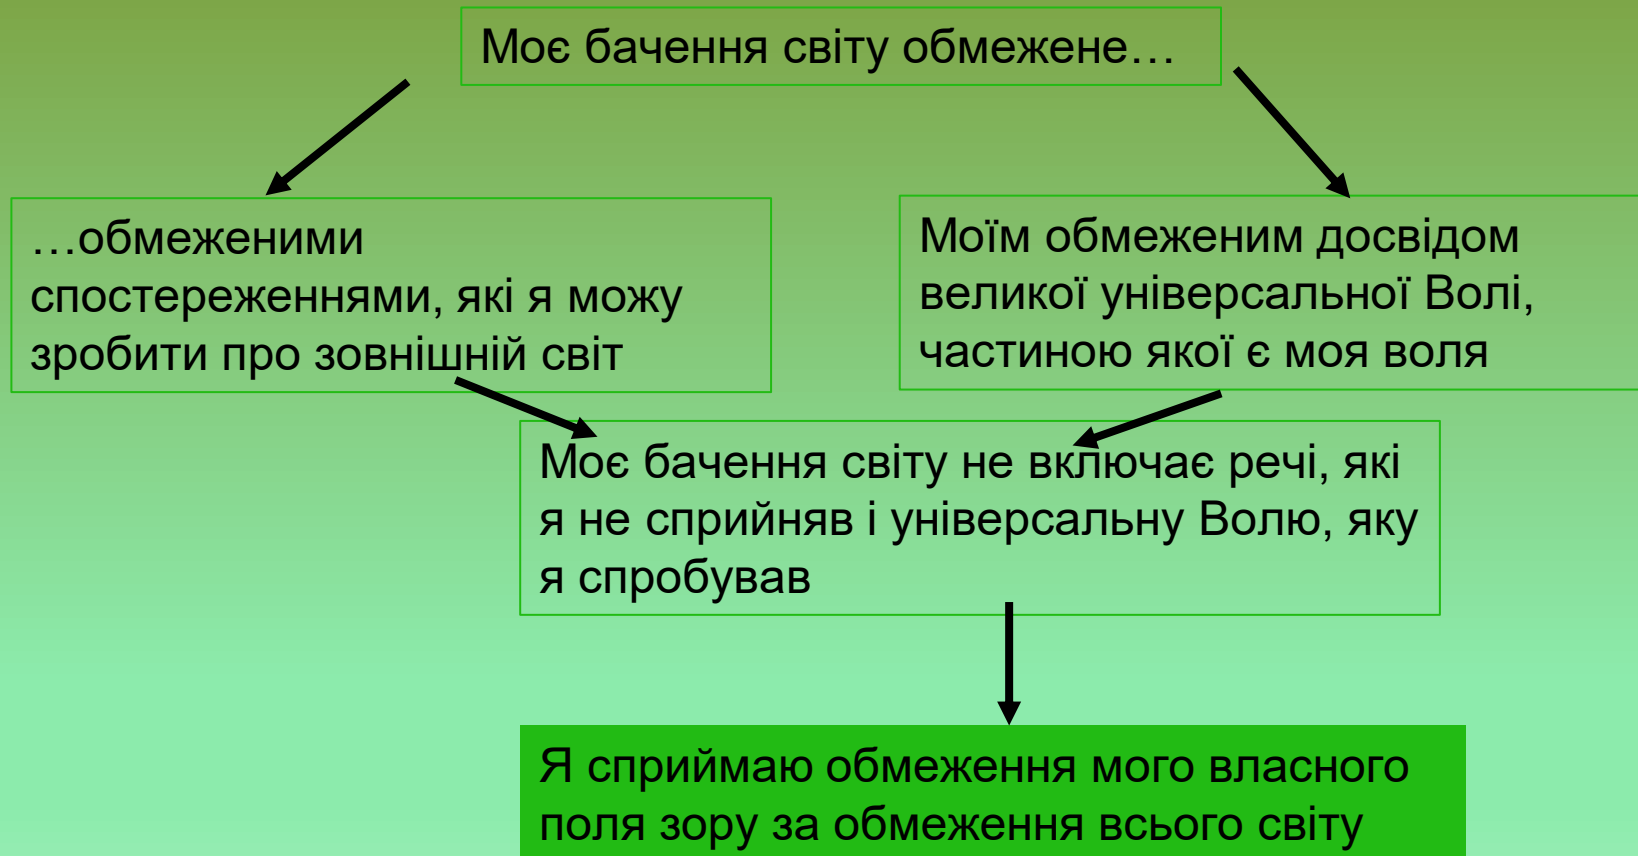 Моє бачення світу обмежене…
…обмеженими
спостереженнями, які я можу
зробити про зовнішній світ
Моїм обмеженим досвідом
великої універсальної Волі,
частиною якої є моя воля
Моє бачення світу не включає речі, які
я не сприйняв і універсальну Волю, яку
я спробував
Я сприймаю обмеження мого власного
поля зору за обмеження всього світу